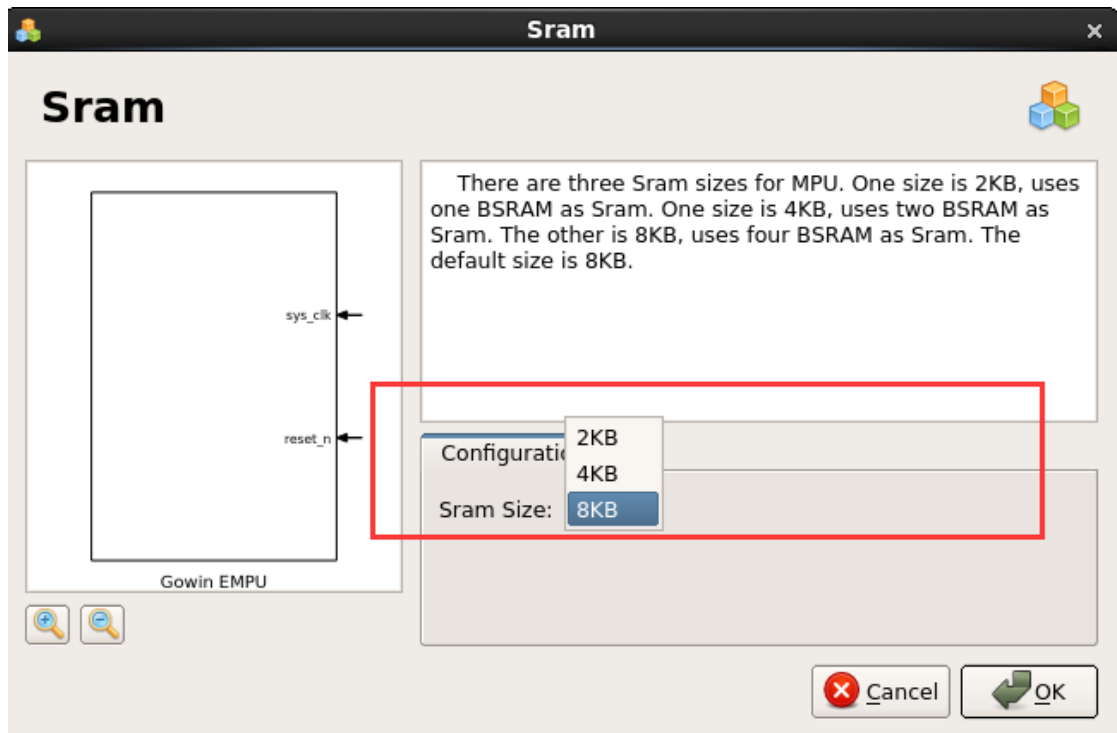 Sram
Sram
There are three Sram sizes for MPU. One size is 2KB, uses
one BSRAM as Sram. One size is 4KB, uses two BSRAM as
Sram. The other is 8KB, uses four BSRAM as Sram. The
default size is 8KB.
sys_clk
reset_n
Gowin EMPU
Configuratio
2KB
4KB
Sram Size: 8KB
Cancel
OK